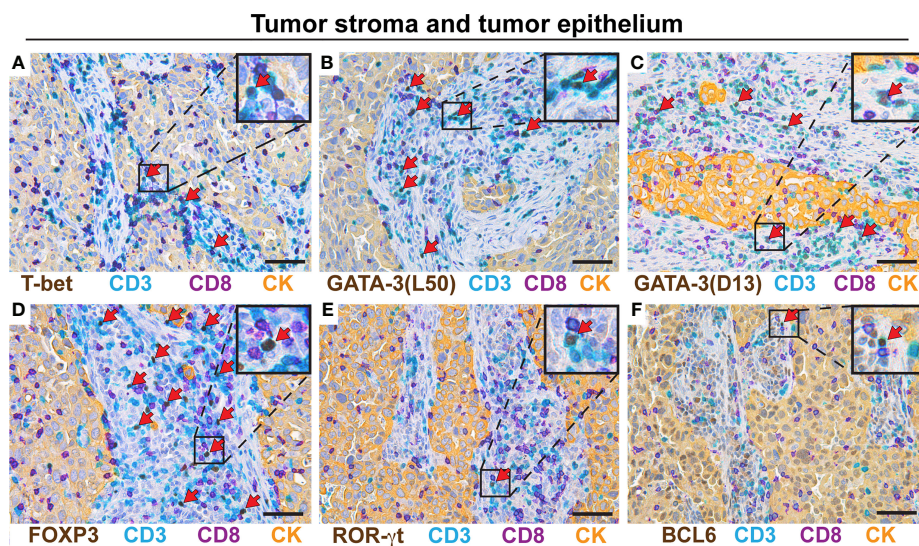 Tumor stroma and tumor epithelium
A B C
T-bet CD3 CD8 CK GATA-3(L50) CD3 CD8 CK GATA-3(D13) CD3 CD8 CK
D E F
FOXP3 CD3 CD8 CK ROR-γt CD3 CD8 CK BCL6 CD3 CD8 CK